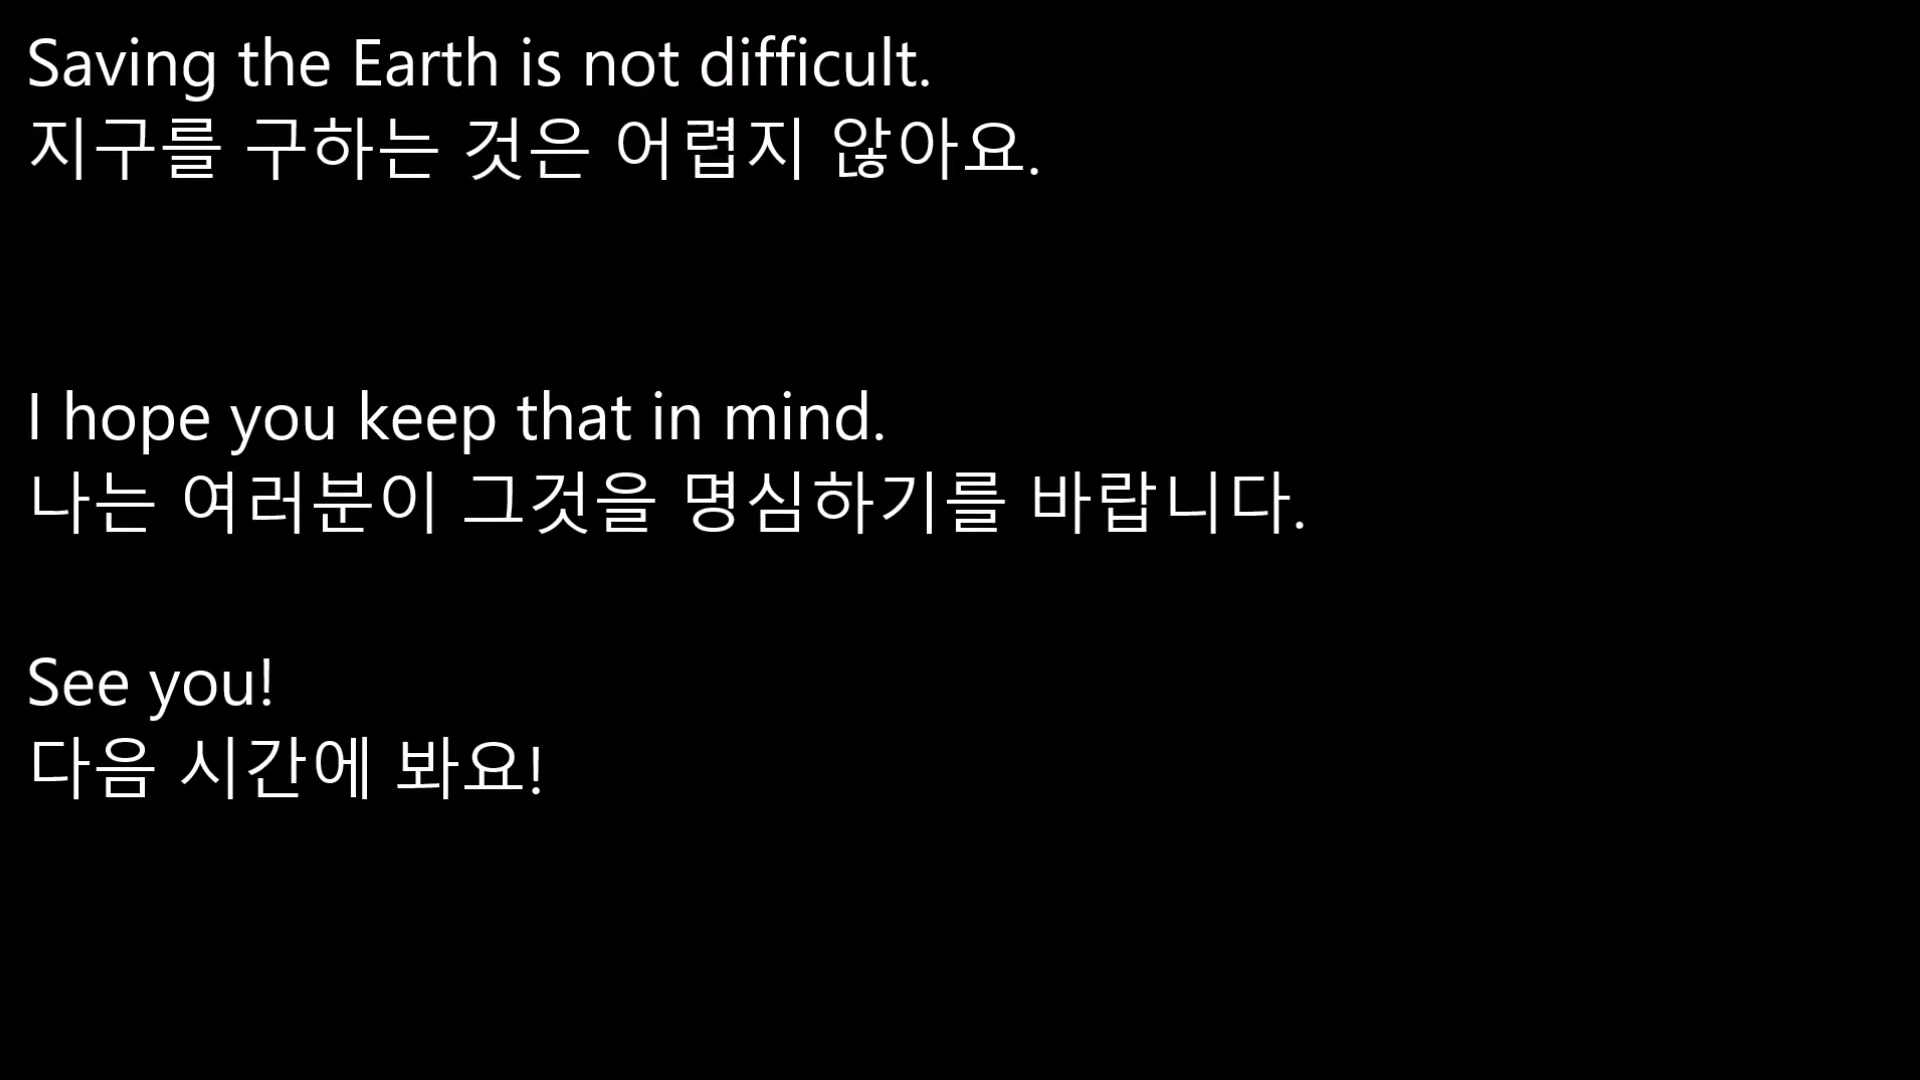 Saving the Earth is not difficult.
지구를 구하는 것은 어렵지 않아요.
I hope you keep that in mind.
나는 여러분이 그것을 명심하기를 바랍니다.
See you!
다음 시간에 봐요!